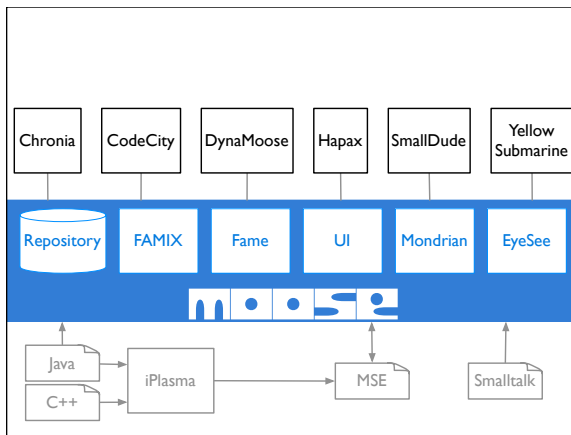 Chronia
CodeCity
DynaMoose
Hapax
SmallDude
Yellow
Submarine
Repository
FAMIX
Fame
UI
Mondrian
EyeSee
moose
Java
iPlasma
MSE
Smalltalk
C++